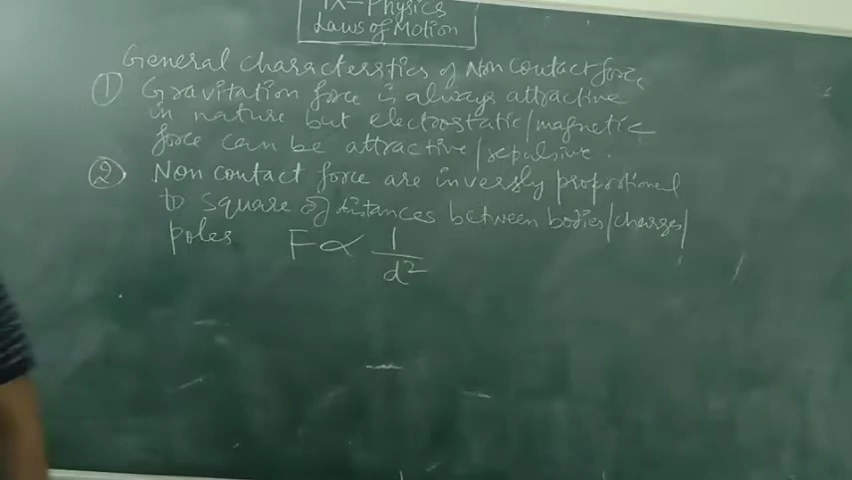 IX-Physics
Laws of Motion
General characterstics of Non Contact force
① Gravitation force is always attractive
in nature but electrostatic/magnetic
force can be attractive/repulsive.
② Non contact force are inversly proportional
to square of distances between bodies/charges/
poles F ∝ 1/d²